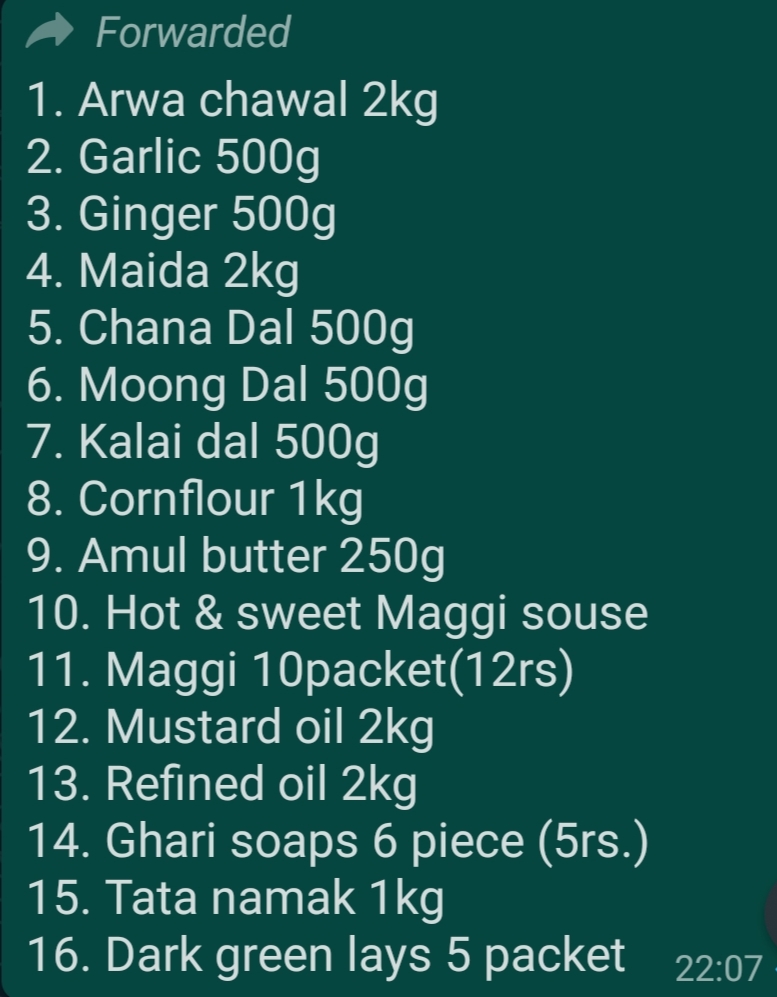 Forwarded
1. Arwa chawal 2kg
2. Garlic 500g
3. Ginger 500g
4. Maida 2kg
5. Chana Dal 500g
6. Moong Dal 500g
7. Kalai dal 500g
8. Cornflour 1kg
9. Amul butter 250g
10. Hot & sweet Maggi souse
11. Maggi 10packet(12rs)
12. Mustard oil 2kg
13. Refined oil 2kg
14. Ghari soaps 6 piece (5rs.)
15. Tata namak 1kg
16. Dark green lays 5 packet
22:07